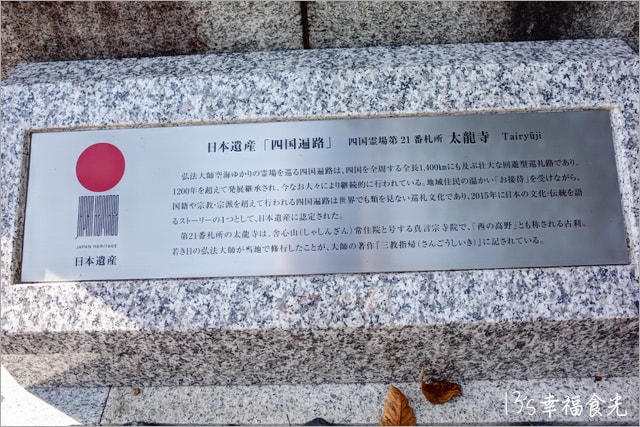 日本遺産「四国遍路」 四国霊場第21番札所 太龍寺 Tairyūji
弘法大師空海ゆかりの霊場を巡る四国遍路は、四国を全周する全長1,400kmにも及ぶ壮大な回遊型巡礼路であり、
1200年を超えて発展継承され、今なお人々により継続的に行われている。地域住民の温かい「お接待」を受けながら、
国籍や宗教・宗派を超えて行われる四国遍路は世界でも類を見ない巡礼文化であり、2015年に日本の文化・伝統を語
るストーリーの1つとして、日本遺産に認定された。
第21番札所の太龍寺は、舎心山(しゃしんざん)常住院と号する真言宗寺院で、『西の高野』とも称される古刹。
若き日の弘法大師が当地で修行したことが、大師の著作『三教指帰(さんごうしいき)』に記されている。
JAPAN HERITAGE
日本遺産
13's幸福食光